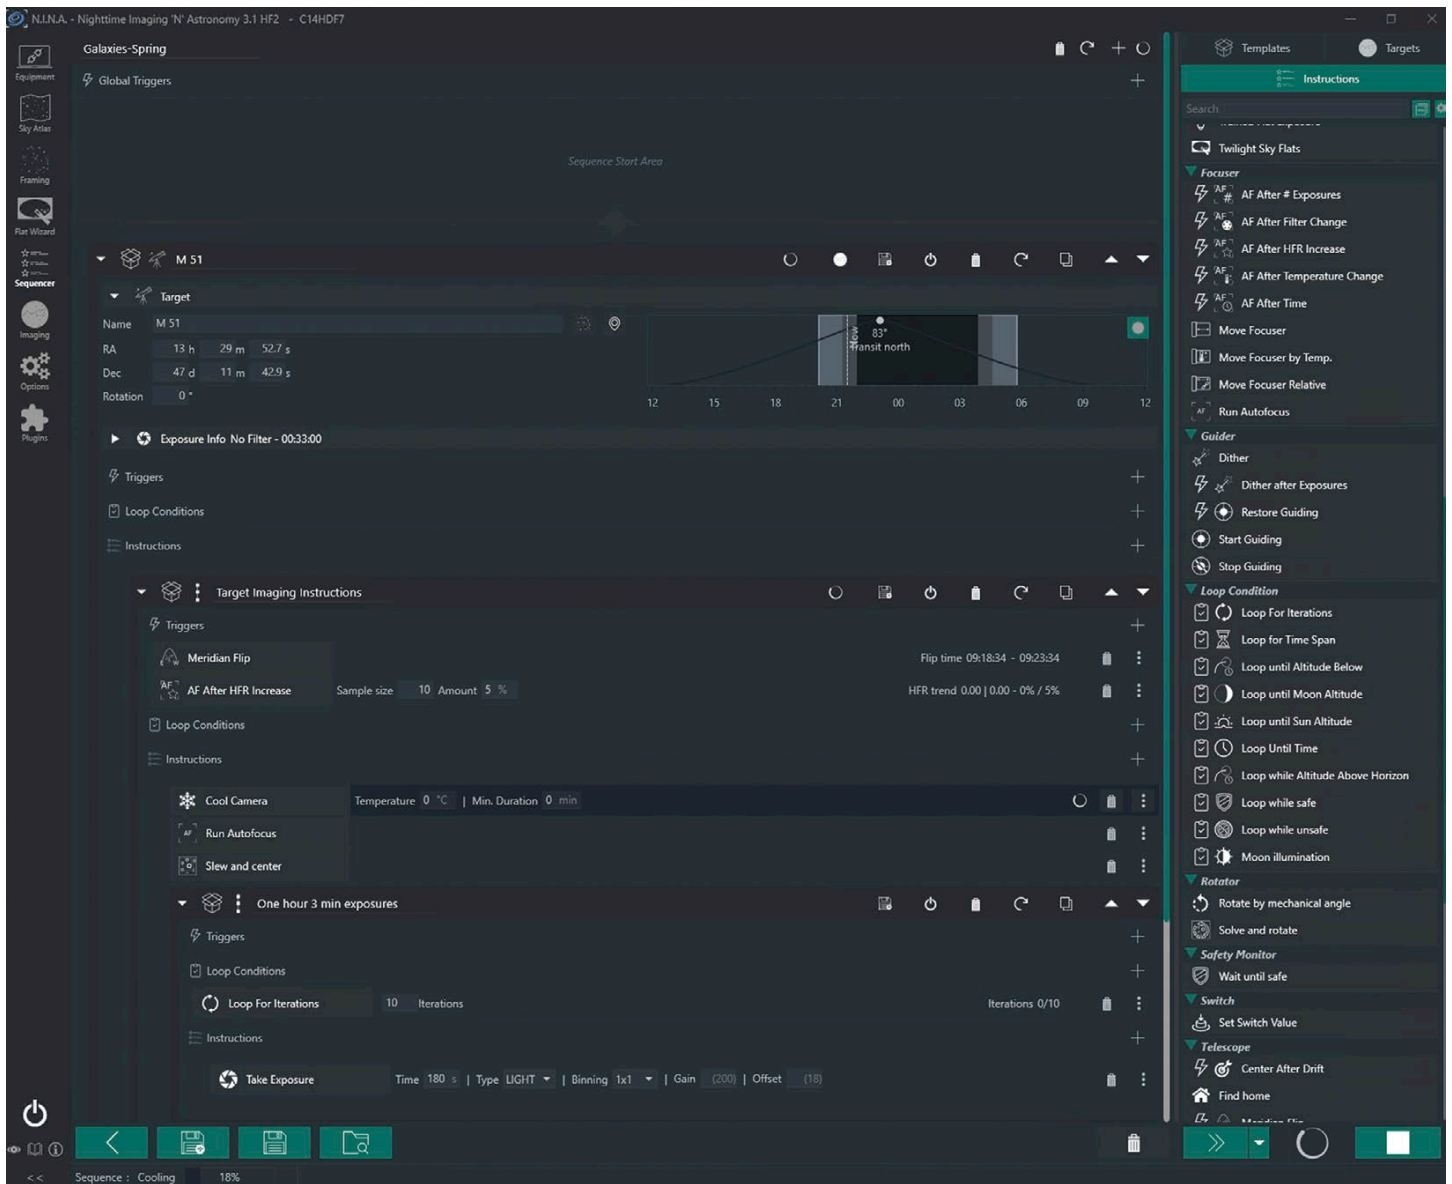 N.I.N.A. - Nighttime Imaging 'N' Astronomy 3.1 HF2 - C14HDF7
Equipment
Sky Atlas
Framing
Flat Wizard
Sequencer
Imaging
Options
Plugins
Galaxies-Spring
Global Triggers
Sequence Start Area
M 51
Target
Name M 51
RA 13 h 29 m 52.7 s
Dec 47 d 11 m 42.9 s
Rotation 0 °
Now
83°
Transit north
12 15 18 21 00 03 06 09 12
Exposure Info No Filter - 00:33:00
Triggers
Loop Conditions
Instructions
Target Imaging Instructions
Triggers
Meridian Flip Flip time 09:18:34 - 09:23:34
AF After HFR Increase Sample size 10 Amount 5 % HFR trend 0.00 | 0.00 - 0% / 5%
Loop Conditions
Instructions
Cool Camera Temperature 0 °C | Min. Duration 0 min
AF Run Autofocus
Slew and center
One hour 3 min exposures
Triggers
Loop Conditions
Loop For Iterations 10 Iterations Iterations 0/10
Instructions
Take Exposure Time 180 s | Type LIGHT | Binning 1x1 | Gain (200) | Offset (18)
<< Sequence : Cooling 18%
Templates Targets
Instructions
Search
Twilight Sky Flats
Focuser
AF # AF After # Exposures
AF AF After Filter Change
AF AF After HFR Increase
AF AF After Temperature Change
AF AF After Time
Move Focuser
Move Focuser by Temp.
Move Focuser Relative
AF Run Autofocus
Guider
Dither
Dither after Exposures
Restore Guiding
Start Guiding
Stop Guiding
Loop Condition
Loop For Iterations
Loop for Time Span
Loop until Altitude Below
Loop until Moon Altitude
Loop until Sun Altitude
Loop Until Time
Loop while Altitude Above Horizon
Loop while safe
Loop while unsafe
Moon illumination
Rotator
Rotate by mechanical angle
Solve and rotate
Safety Monitor
Wait until safe
Switch
Set Switch Value
Telescope
Center After Drift
Find home
Meridian Flip